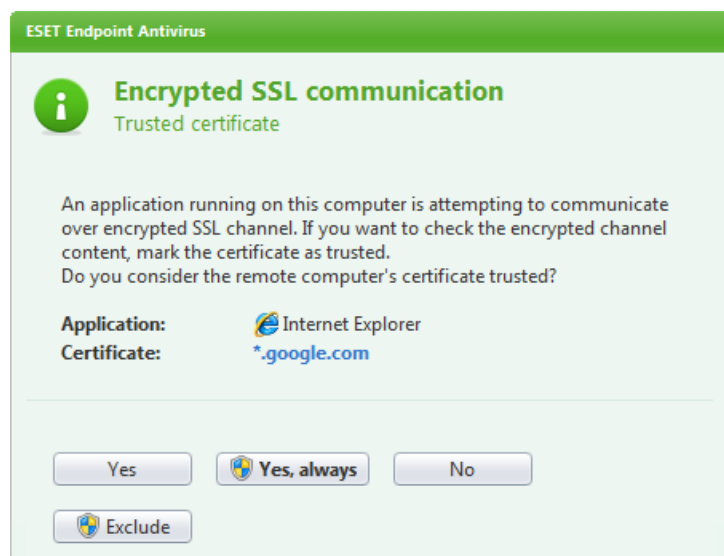 ESET Endpoint Antivirus
Encrypted SSL communication
Trusted certificate
An application running on this computer is attempting to communicate
over encrypted SSL channel. If you want to check the encrypted channel
content, mark the certificate as trusted.
Do you consider the remote computer's certificate trusted?
Application: Internet Explorer
Certificate: *.google.com
Yes Yes, always No
Exclude